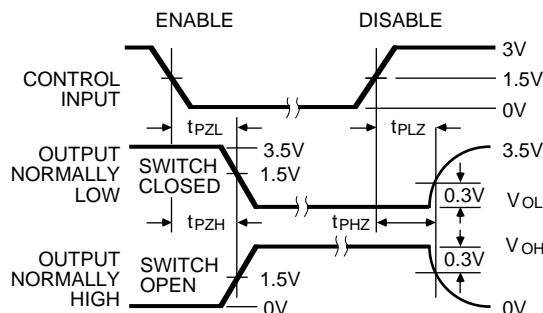 ENABLE DISABLE
CONTROL INPUT
3V
1.5V
0V
tPZL
tPLZ
OUTPUT NORMALLY LOW
SWITCH CLOSED
3.5V
1.5V
3.5V
0.3V
VOL
tPZH
tPHZ
OUTPUT NORMALLY HIGH
SWITCH OPEN
1.5V
0V
VOH
0.3V
0V